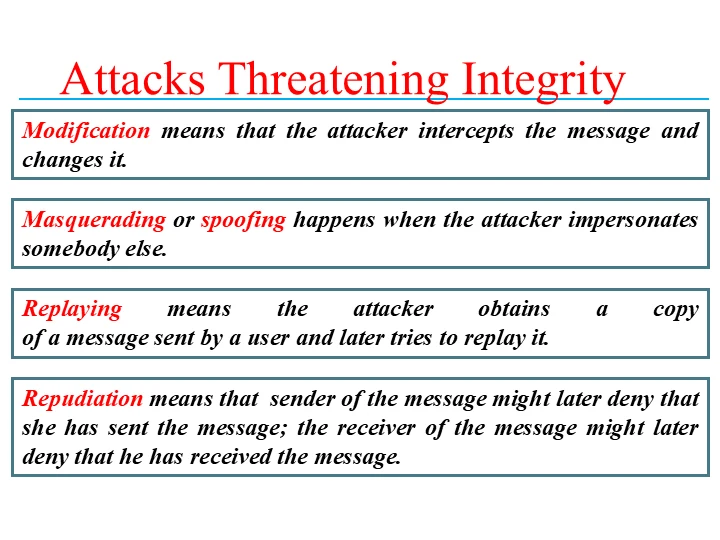 Attacks Threatening Integrity
Modification means that the attacker intercepts the message and
changes it.
Masquerading or spoofing happens when the attacker impersonates
somebody else.
Replaying means the attacker obtains a copy
of a message sent by a user and later tries to replay it.
Repudiation means that sender of the message might later deny that
she has sent the message; the receiver of the message might later
deny that he has received the message.